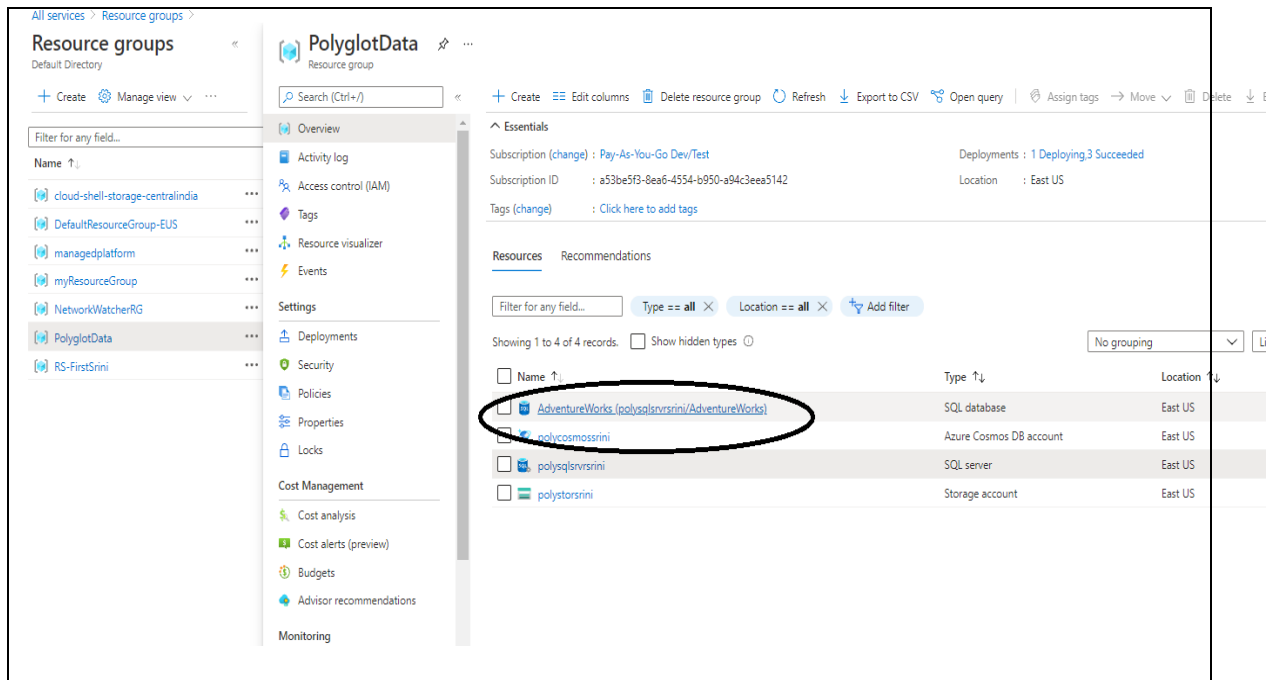 All services > Resource groups >
Resource groups «
Default Directory
+ Create Manage view ···
Filter for any field...
Name ↑↓
cloud-shell-storage-centralindia ···
DefaultResourceGroup-EUS ···
managedplatform ···
myResourceGroup ···
NetworkWatcherRG ···
PolyglotData ···
RS-FirstSrini ···
PolyglotData ···
Resource group
Search (Ctrl+/) «
Overview
Activity log
Access control (IAM)
Tags
Resource visualizer
Events
Settings
Deployments
Security
Policies
Properties
Locks
Cost Management
Cost analysis
Cost alerts (preview)
Budgets
Advisor recommendations
Monitoring
+ Create Edit columns Delete resource group Refresh Export to CSV Open query Assign tags Move Delete E
Essentials
Subscription (change) : Pay-As-You-Go Dev/Test Deployments : 1 Deploying,3 Succeeded
Subscription ID : a53be5f3-8ea6-4554-b950-a94c3eea5142 Location : East US
Tags (change) : Click here to add tags
Resources Recommendations
Filter for any field... Type == all Location == all Add filter
Showing 1 to 4 of 4 records. Show hidden types No grouping Li
Name ↑↓ Type ↑↓ Location ↑↓
AdventureWorks (polysqlsrvrsrini/AdventureWorks) SQL database East US
polycosmossrini Azure Cosmos DB account East US
polysqlsrvrsrini SQL server East US
polystorsrini Storage account East US